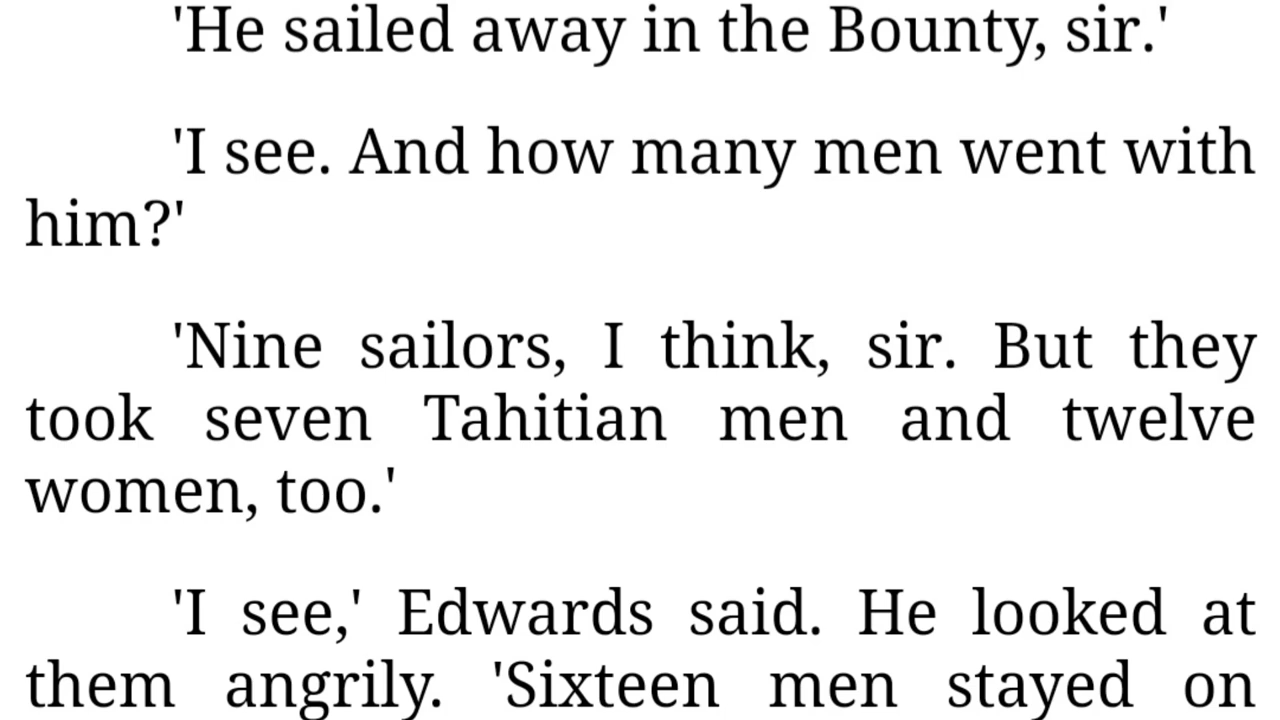 'He sailed away in the Bounty, sir.'
'I see. And how many men went with
him?'
'Nine sailors, I think, sir. But they
took seven Tahitian men and twelve
women, too.'
'I see,' Edwards said. He looked at
them angrily. 'Sixteen men stayed on